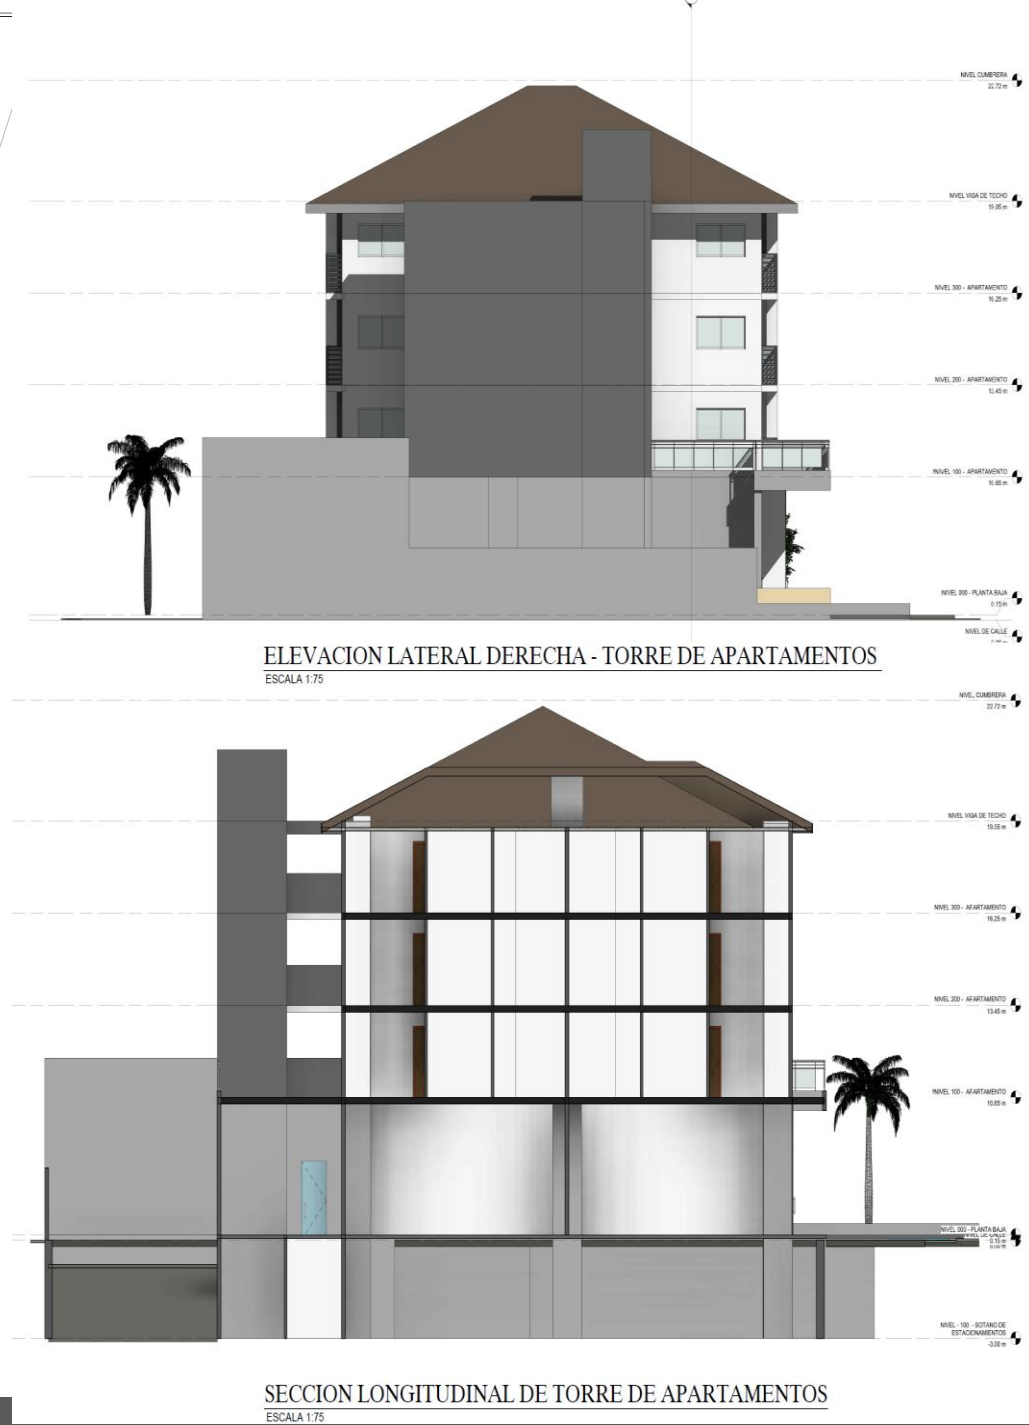 NIVEL CUMBRERA
22.72 m
NIVEL VIGA DE TECHO
19.05 m
NIVEL 300 - APARTAMENTO
16.25 m
NIVEL 200 - APARTAMENTO
13.45 m
NIVEL 100 - APARTAMENTO
10.65 m
NIVEL 000 - PLANTA BAJA
0.15 m
NIVEL DE CALLE
ELEVACION LATERAL DERECHA - TORRE DE APARTAMENTOS
ESCALA 1:75
NIVEL CUMBRERA
22.72 m
NIVEL VIGA DE TECHO
19.05 m
NIVEL 300 - APARTAMENTO
16.25 m
NIVEL 200 - APARTAMENTO
13.45 m
NIVEL 100 - APARTAMENTO
10.65 m
NIVEL 000 - PLANTA BAJA
NIVEL DE CALLE
0.15 m
NIVEL - 100 - SOTANO DE
ESTACIONAMIENTOS
-3.00 m
SECCION LONGITUDINAL DE TORRE DE APARTAMENTOS
ESCALA 1:75